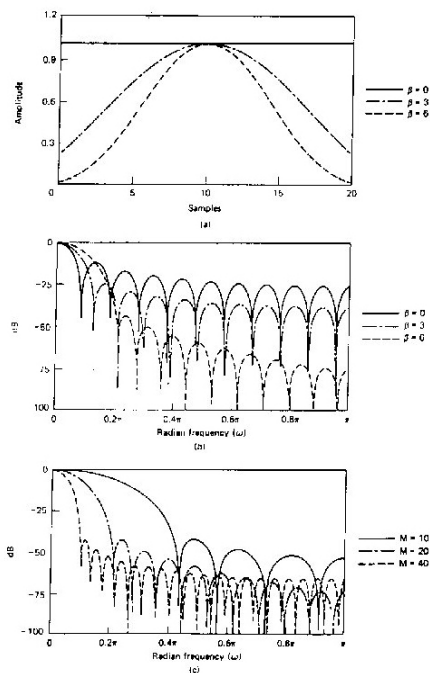 1.2
0.9
0.6
0.3
Amplitude
0 5 10 15 20
Samples
(a)
β = 0
β = 3
β = 6
0
-25
-50
75
100
dB
0 0.2π 0.4π 0.6π 0.8π π
Radian frequency (ω)
(b)
β = 0
β = 3
β = 6
0
-25
-50
-75
-100
dB
0 0.2π 0.4π 0.6π 0.8π π
Radian frequency (ω)
(c)
M = 10
M = 20
M = 40